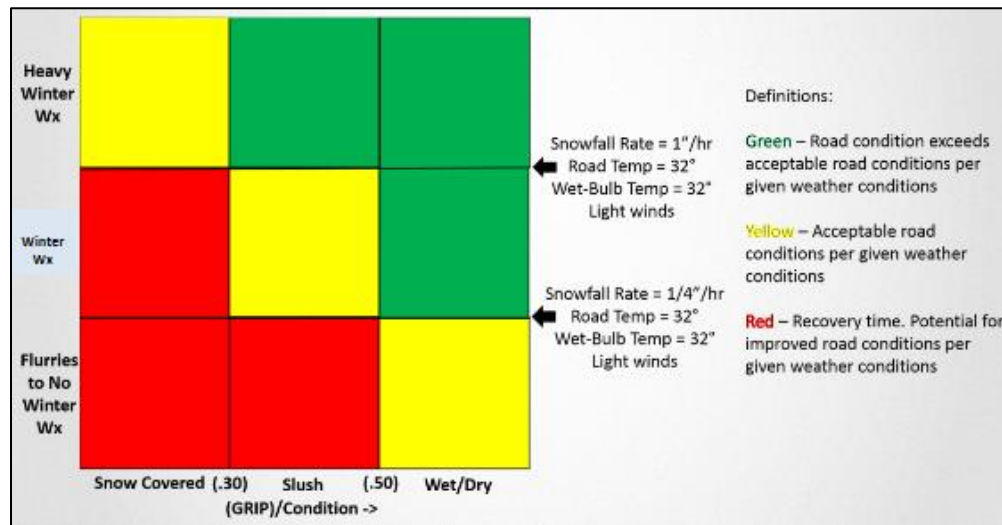 Heavy
Winter
Wx
Winter
Wx
Flurries
to No
Winter
Wx
Snow Covered (.30) Slush (.50) Wet/Dry
(GRIP)/Condition ->
Snowfall Rate = 1"/hr
Road Temp = 32°
Wet-Bulb Temp = 32°
Light winds
Snowfall Rate = 1/4"/hr
Road Temp = 32°
Wet-Bulb Temp = 32°
Light winds
Definitions:
Green – Road condition exceeds
acceptable road conditions per
given weather conditions
Yellow – Acceptable road
conditions per given weather
conditions
Red – Recovery time. Potential for
improved road conditions per
given weather conditions